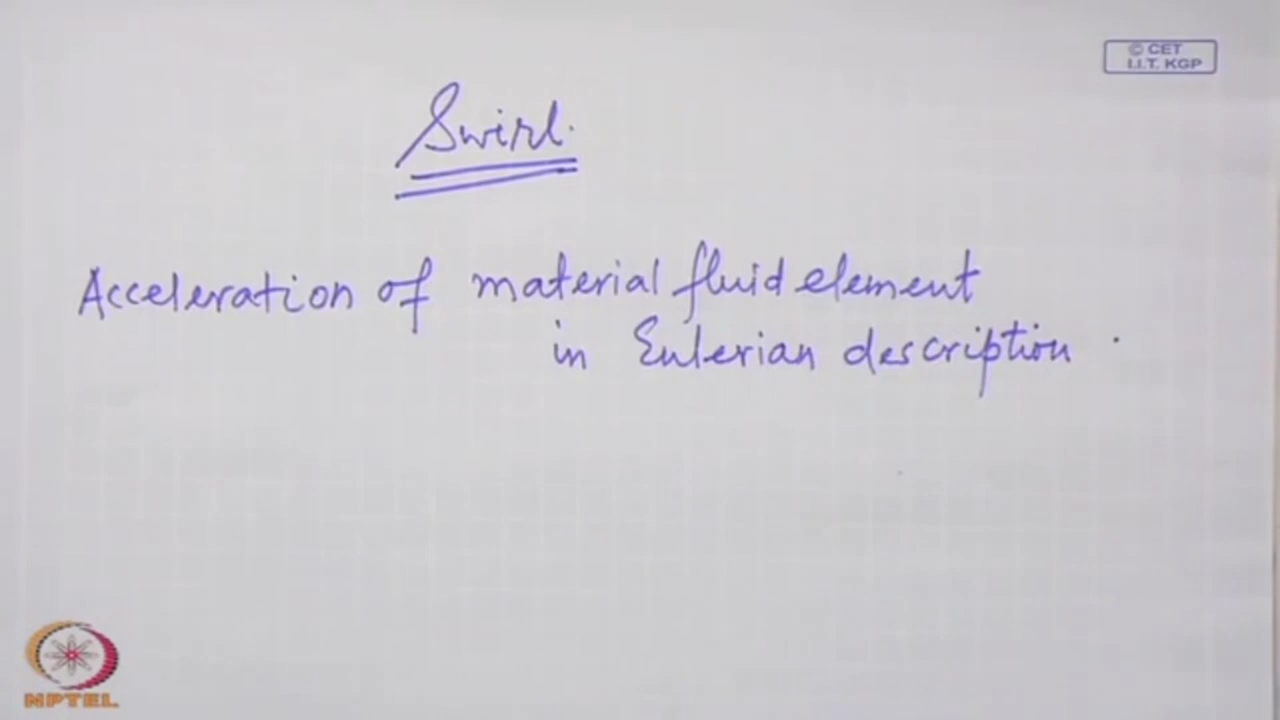 © CET
I.I.T. KGP
Swirl.
Acceleration of material fluid element
in Eulerian description.
NPTEL